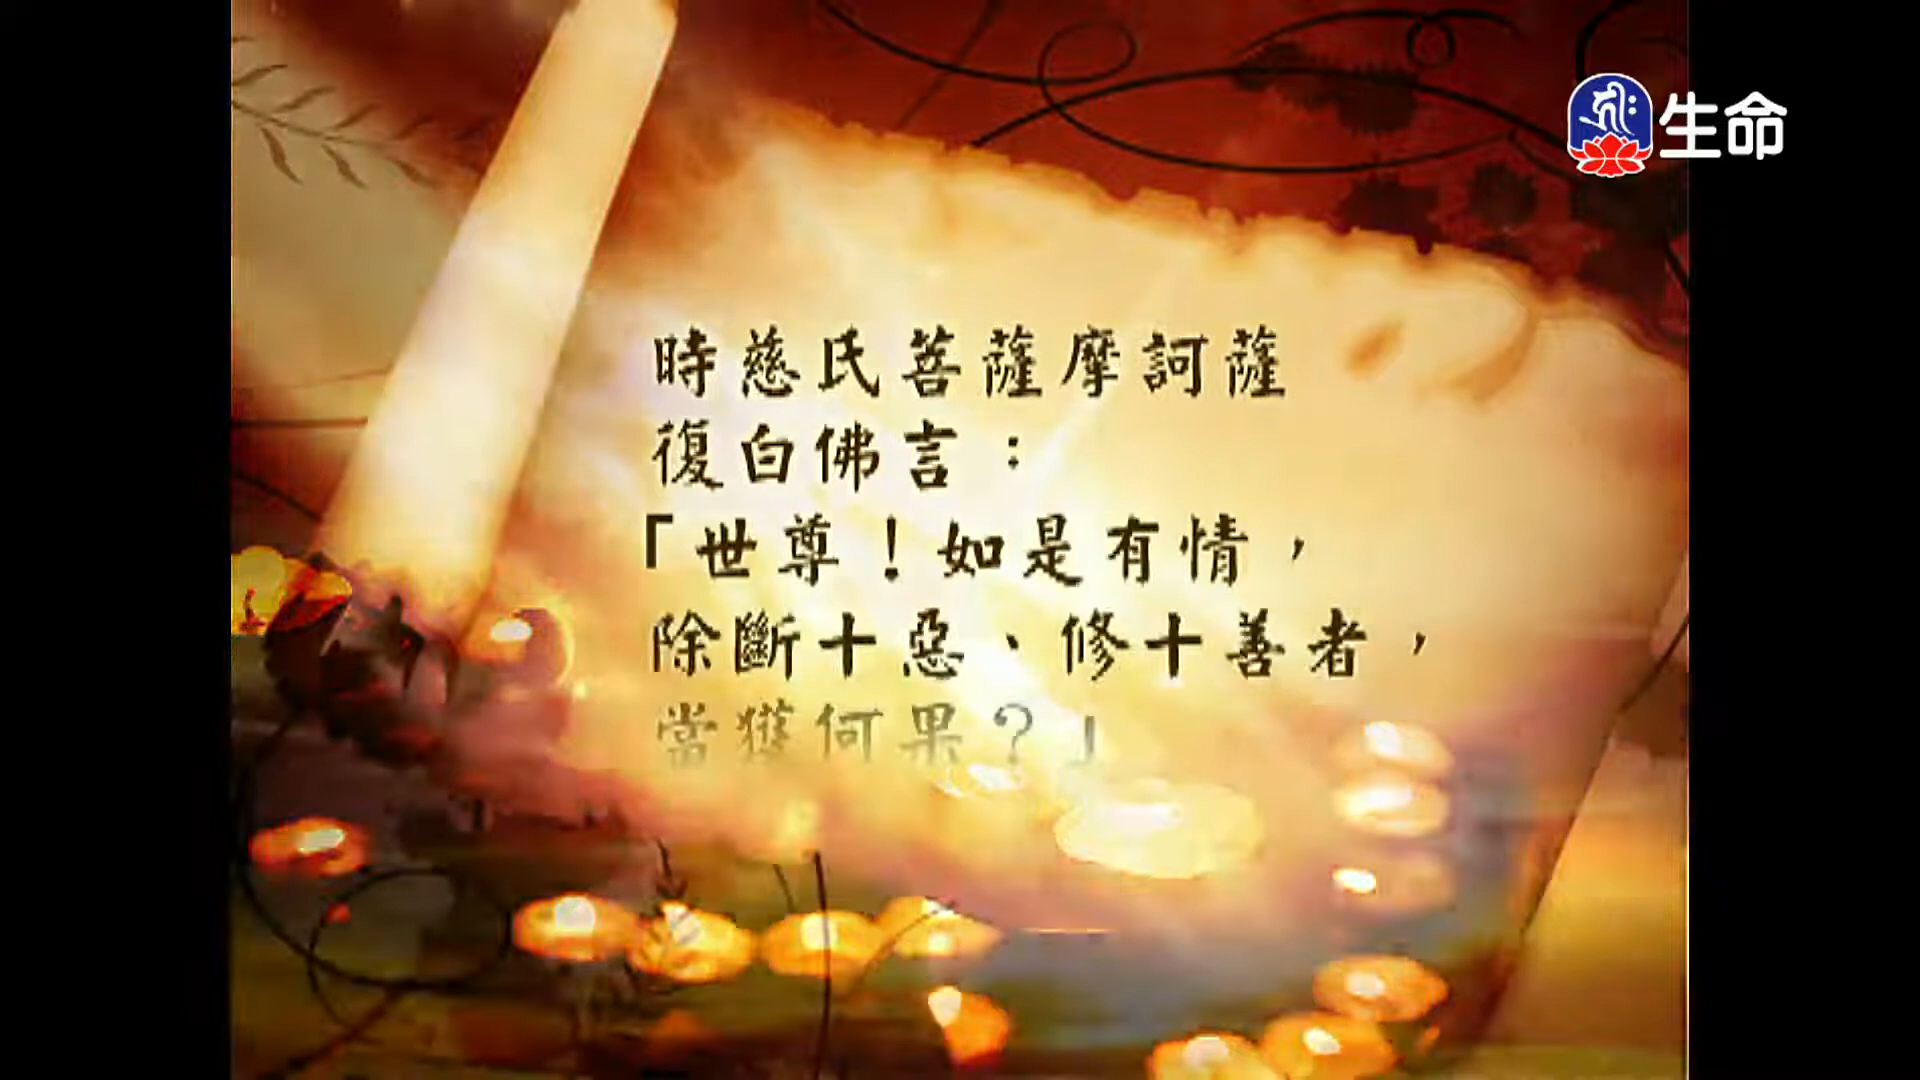 生命
時慈氏菩薩摩訶薩
復白佛言：
「世尊！如是有情，
除斷十惡、修十善者，
當獲何果？」